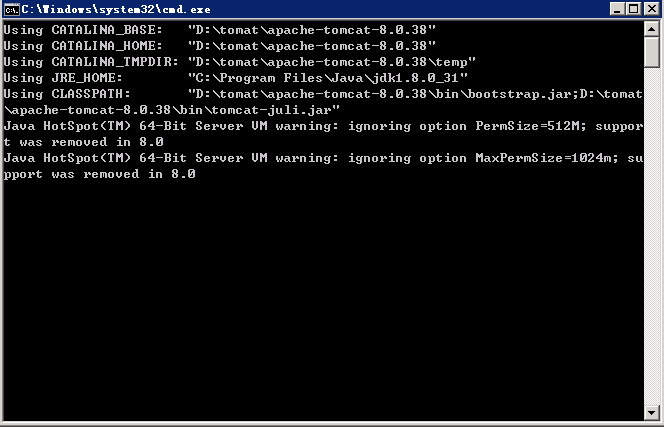 C:\Windows\system32\cmd.exe
Using CATALINA_BASE:   "D:\tomat\apache-tomcat-8.0.38"
Using CATALINA_HOME:   "D:\tomat\apache-tomcat-8.0.38"
Using CATALINA_TMPDIR: "D:\tomat\apache-tomcat-8.0.38\temp"
Using JRE_HOME:        "C:\Program Files\Java\jdk1.8.0_31"
Using CLASSPATH:       "D:\tomat\apache-tomcat-8.0.38\bin\bootstrap.jar;D:\tomat
\apache-tomcat-8.0.38\bin\tomcat-juli.jar"
Java HotSpot(TM) 64-Bit Server VM warning: ignoring option PermSize=512M; suppor
t was removed in 8.0
Java HotSpot(TM) 64-Bit Server VM warning: ignoring option MaxPermSize=1024m; su
pport was removed in 8.0